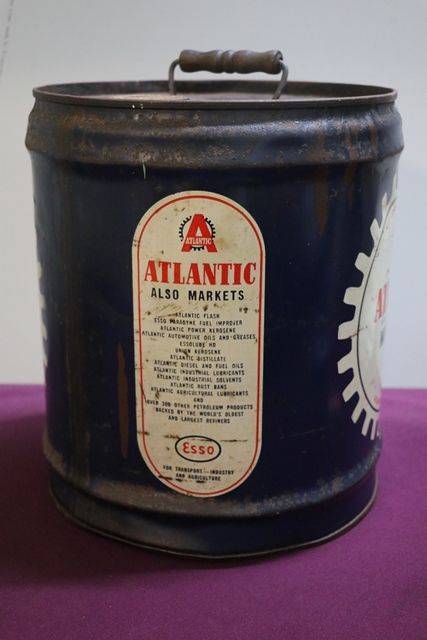 A
ATLANTIC
ATLANTIC
ALSO MARKETS
ATLANTIC FLASH
ESSO PARADYNE FUEL IMPROVER
ATLANTIC POWER KEROSENE
ATLANTIC AUTOMOTIVE OILS AND GREASES
ESSOLUBE HD
UNION KEROSENE
ATLANTIC DISTILLATE
ATLANTIC DIESEL AND FUEL OILS
ATLANTIC INDUSTRIAL LUBRICANTS
ATLANTIC INDUSTRIAL SOLVENTS
ATLANTIC RUST BANS
ATLANTIC AGRICULTURAL LUBRICANTS
AND
OVER 300 OTHER PETROLEUM PRODUCTS
BACKED BY THE WORLD'S OLDEST
AND LARGEST REFINERS
Esso
FOR TRANSPORT—INDUSTRY
AND AGRICULTURE